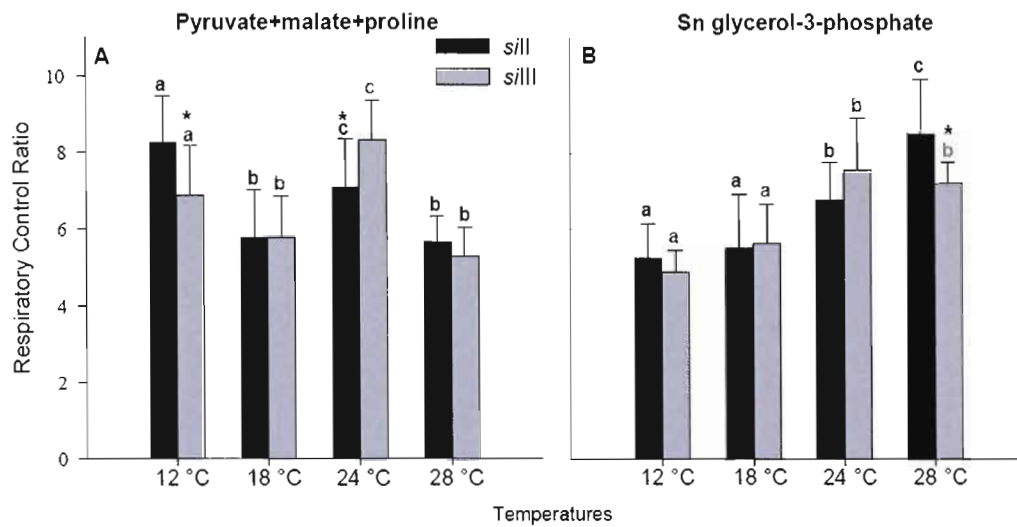 Pyruvate+malate+proline
Sn glycerol-3-phosphate
A
siII
siIII
B
Respiratory Control Ratio
10
8
6
4
2
0
a
*
a
b
b
*
c
c
b
b
a
a
a
a
b
b
c
*
b
12 °C
18 °C
24 °C
28 °C
12 °C
18 °C
24 °C
28 °C
Temperatures